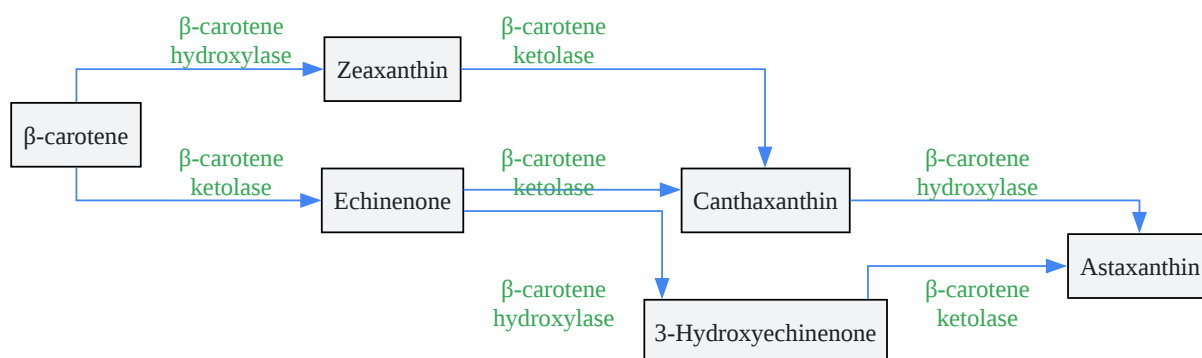 β-carotene
hydroxylase
β-carotene
ketolase
Zeaxanthin
β-carotene
β-carotene
ketolase
β-carotene
ketolase
β-carotene
hydroxylase
Echinenone
Canthaxanthin
Astaxanthin
β-carotene
hydroxylase
3-Hydroxyechinenone
β-carotene
ketolase